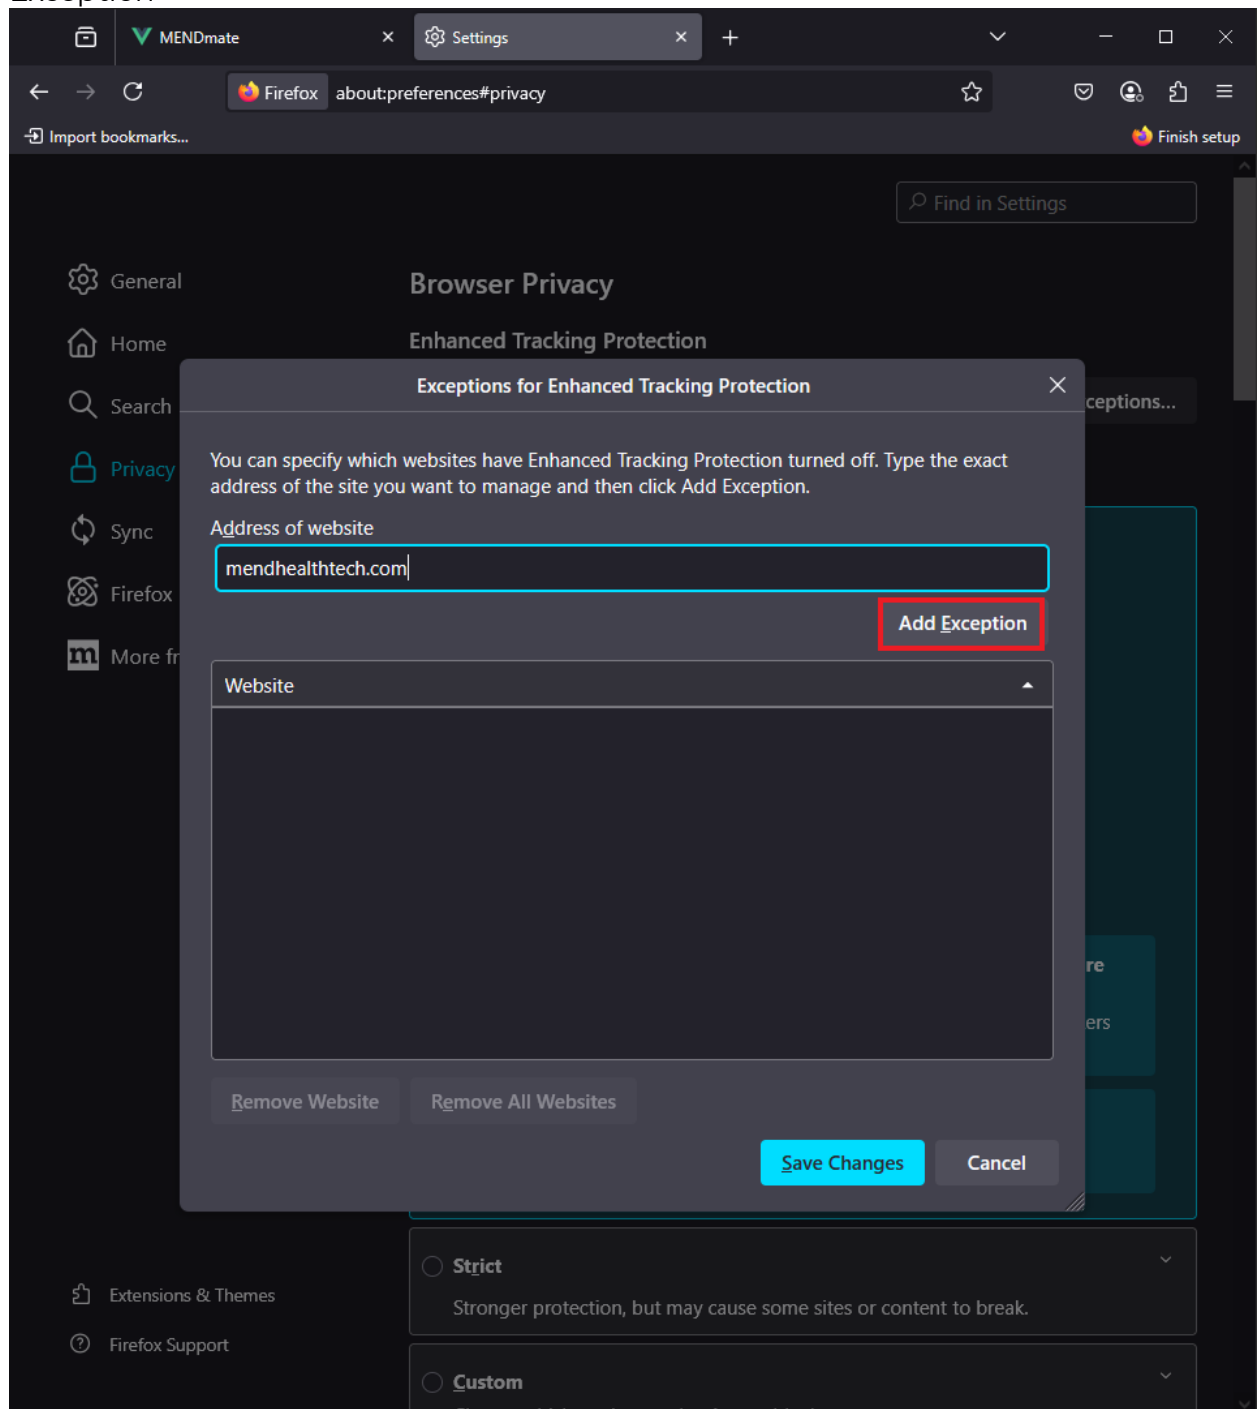 Exception
MENDmate
Settings
Firefox about:preferences#privacy
Import bookmarks...
Finish setup
Find in Settings
General
Browser Privacy
Home
Enhanced Tracking Protection
Exceptions for Enhanced Tracking Protection
Search
ceptions...
Privacy
You can specify which websites have Enhanced Tracking Protection turned off. Type the exact
address of the site you want to manage and then click Add Exception.
Sync
Address of website
mendhealthtech.com
Firefox
Add Exception
More fr
Website
re
ers
Remove Website
Remove All Websites
Save Changes
Cancel
Strict
Stronger protection, but may cause some sites or content to break.
Extensions & Themes
Firefox Support
Custom